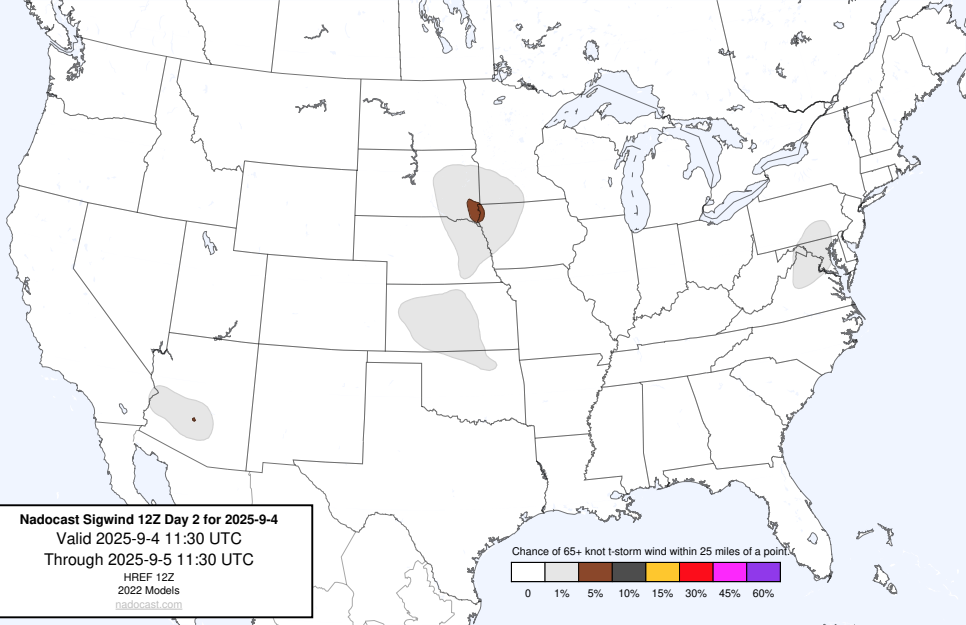 Nadocast Sigwind 12Z Day 2 for 2025-9-4
Valid 2025-9-4 11:30 UTC
Through 2025-9-5 11:30 UTC
HREF 12Z
2022 Models
nadocast.com
Chance of 65+ knot t-storm wind within 25 miles of a point.
0 1% 5% 10% 15% 30% 45% 60%